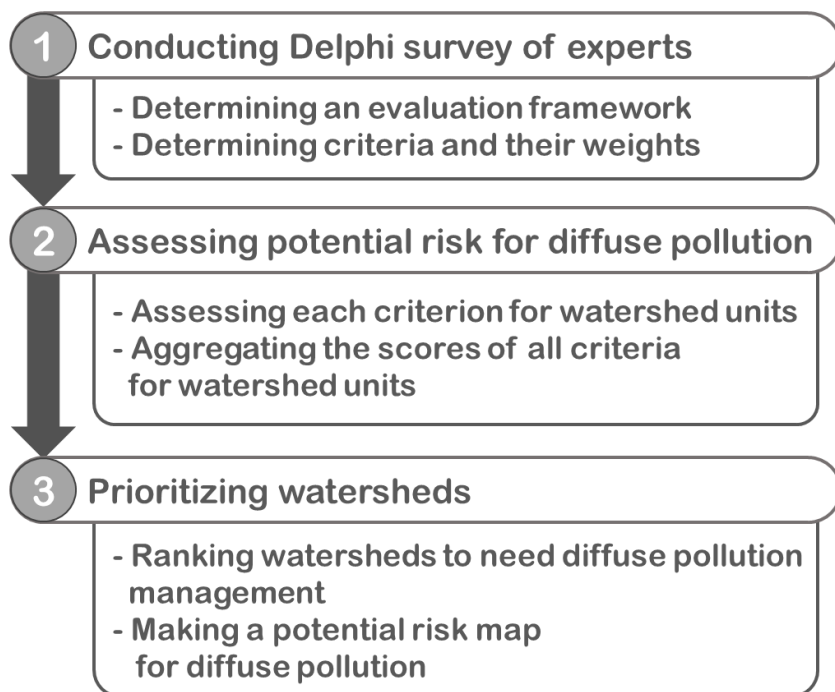 1 Conducting Delphi survey of experts
- Determining an evaluation framework
- Determining criteria and their weights
2 Assessing potential risk for diffuse pollution
- Assessing each criterion for watershed units
- Aggregating the scores of all criteria
for watershed units
3 Prioritizing watersheds
- Ranking watersheds to need diffuse pollution
management
- Making a potential risk map
for diffuse pollution